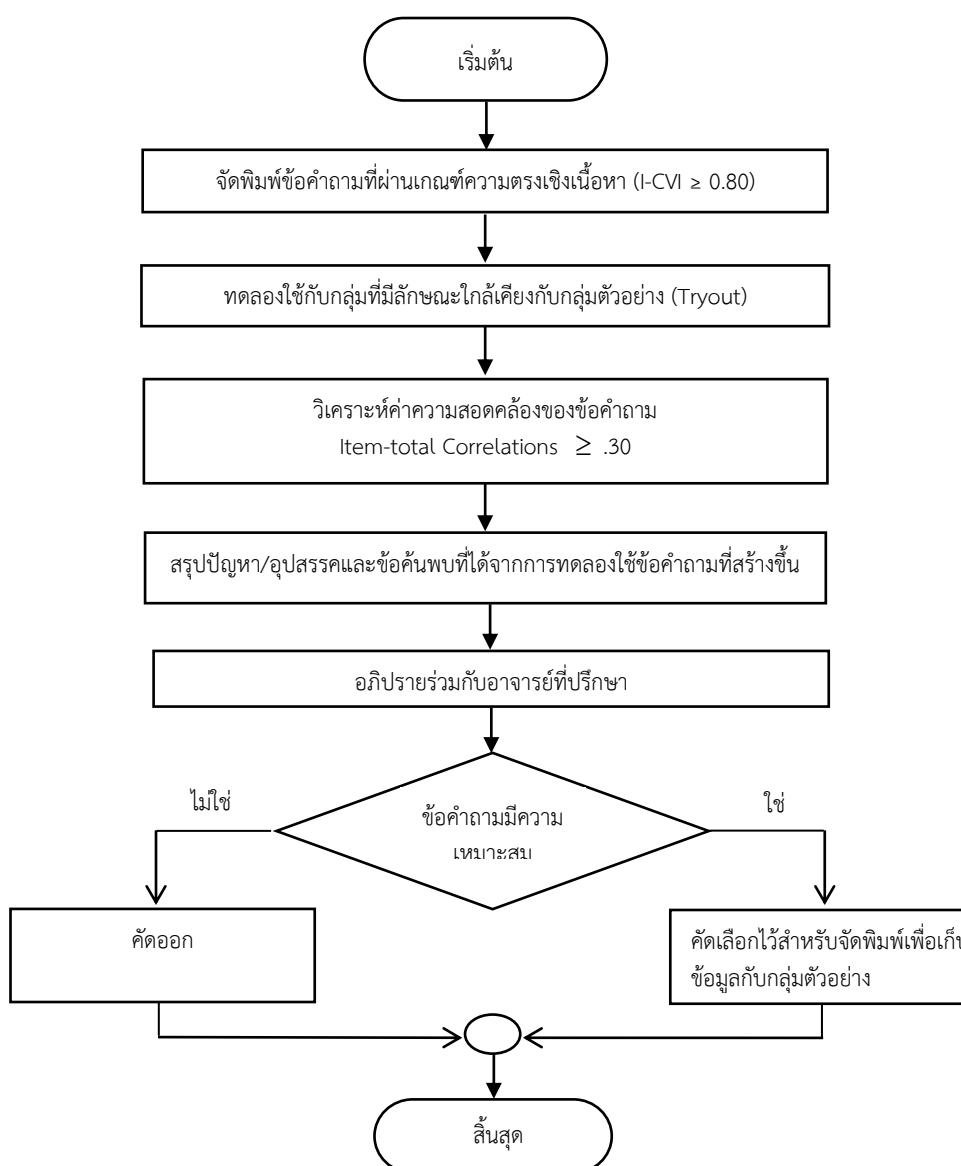 เริ่มต้น
จัดพิมพ์ข้อคำถามที่ผ่านเกณฑ์ความตรงเชิงเนื้อหา (I-CVI ≥ 0.80)
ทดลองใช้กับกลุ่มที่มีลักษณะใกล้เคียงกับกลุ่มตัวอย่าง (Tryout)
วิเคราะห์ค่าความสอดคล้องของข้อคำถาม
Item-total Correlations ≥ .30
สรุปปัญหา/อุปสรรคและข้อค้นพบที่ได้จากการทดลองใช้ข้อคำถามที่สร้างขึ้น
อภิปรายร่วมกับอาจารย์ที่ปรึกษา
ไม่ใช่
ใช่
ข้อคำถามมีความ
เหมาะสม
คัดออก
คัดเลือกไว้สำหรับจัดพิมพ์เพื่อเก็บ
ข้อมูลกับกลุ่มตัวอย่าง
สิ้นสุด